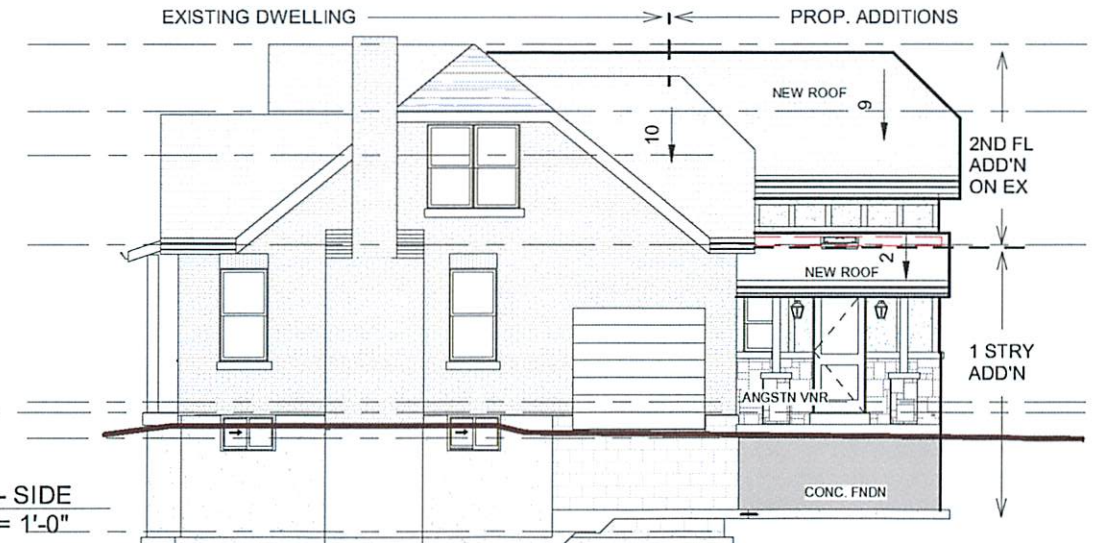 EXISTING DWELLING
PROP. ADDITIONS
NEW ROOF
9
10
2ND FL
ADD'N
ON EX
2
NEW ROOF
1 STRY
ADD'N
ANGSTN VNR
CONC. FNDN
- SIDE
= 1'-0"